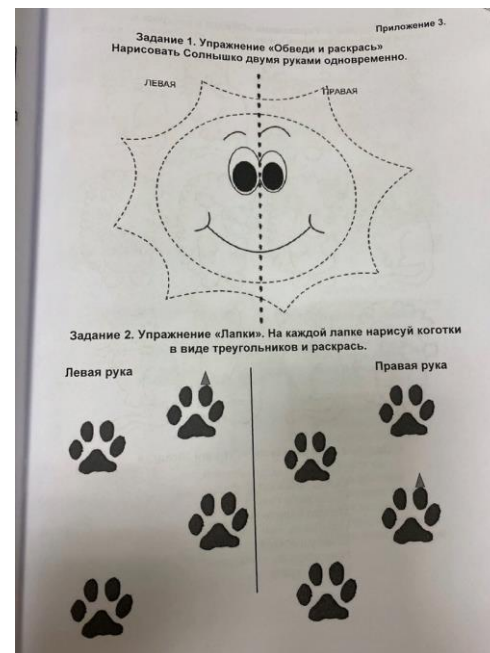 Приложение 3.
Задание 1. Упражнение «Обведи и раскрась»
Нарисовать Солнышко двумя руками одновременно.
ЛЕВАЯ
ПРАВАЯ
Задание 2. Упражнение «Лапки». На каждой лапке нарисуй коготки
в виде треугольников и раскрась.
Левая рука
Правая рука